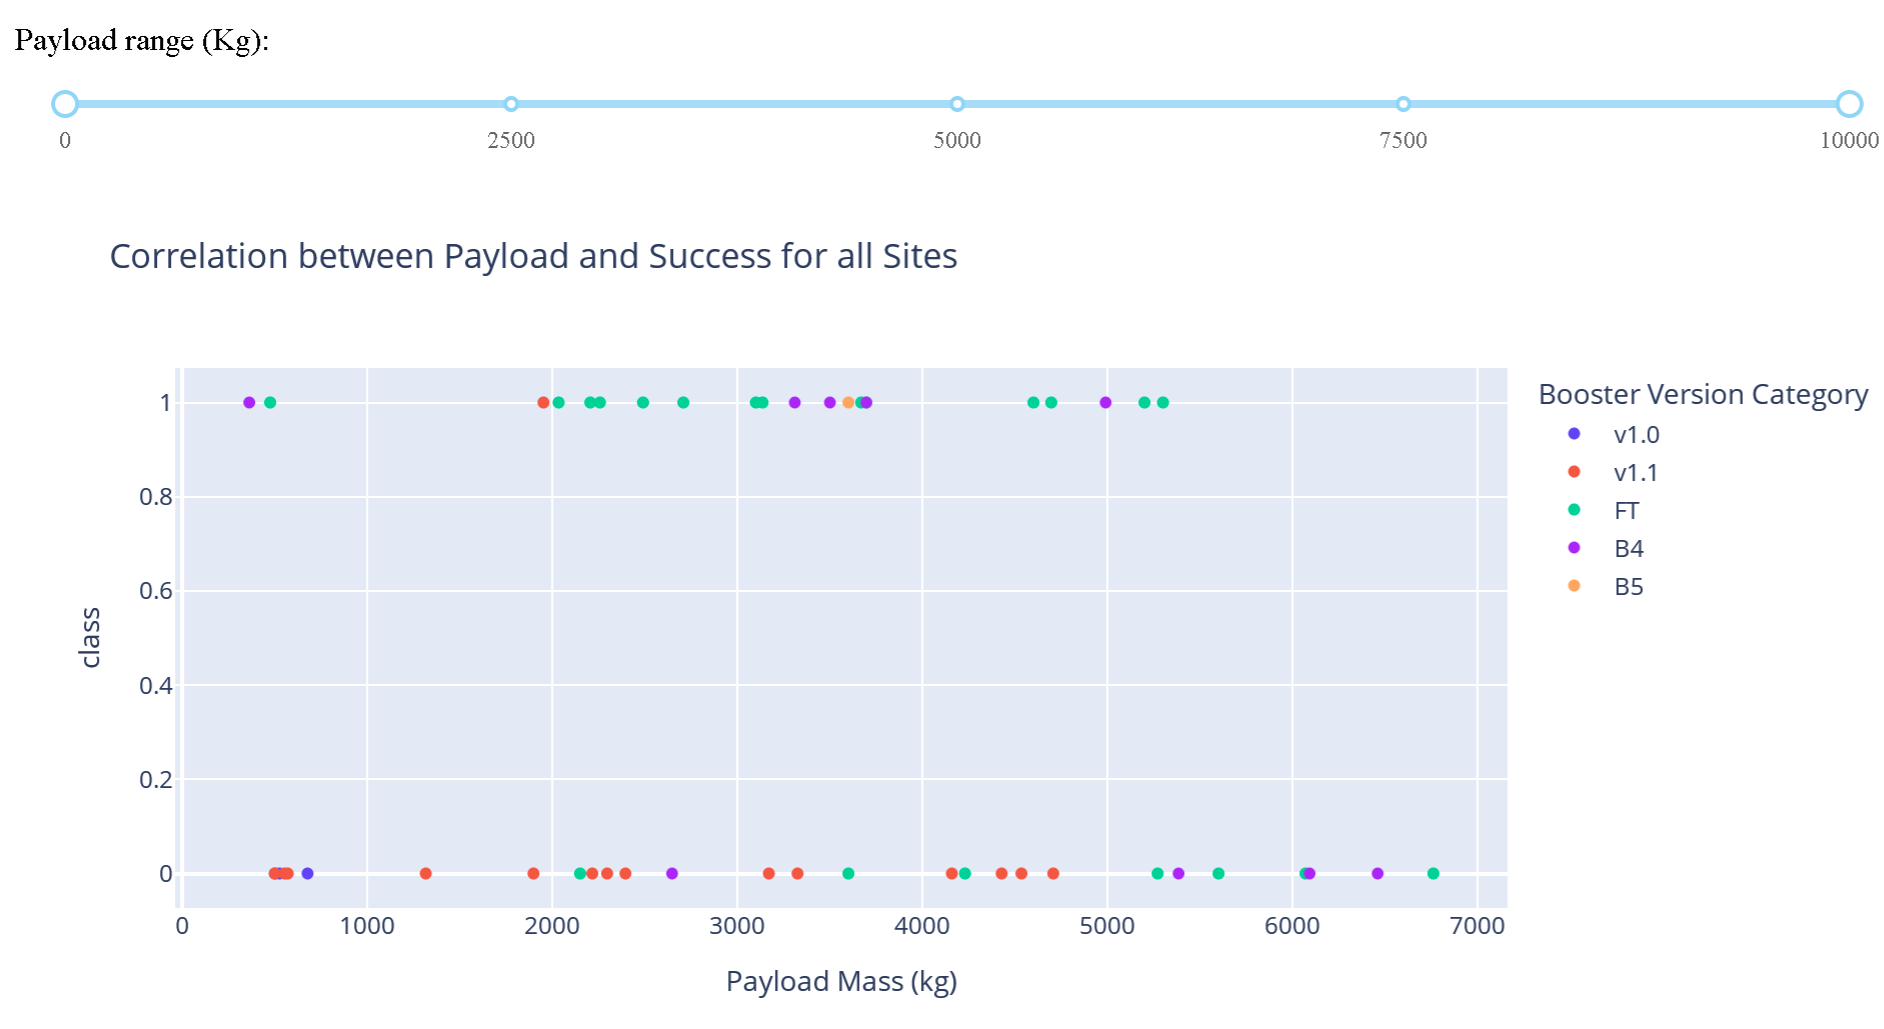 Payload range (Kg):
0 2500 5000 7500 10000
Correlation between Payload and Success for all Sites
Booster Version Category
v1.0
v1.1
FT
B4
B5
1
0.8
0.6
0.4
0.2
0
class
0 1000 2000 3000 4000 5000 6000 7000
Payload Mass (kg)